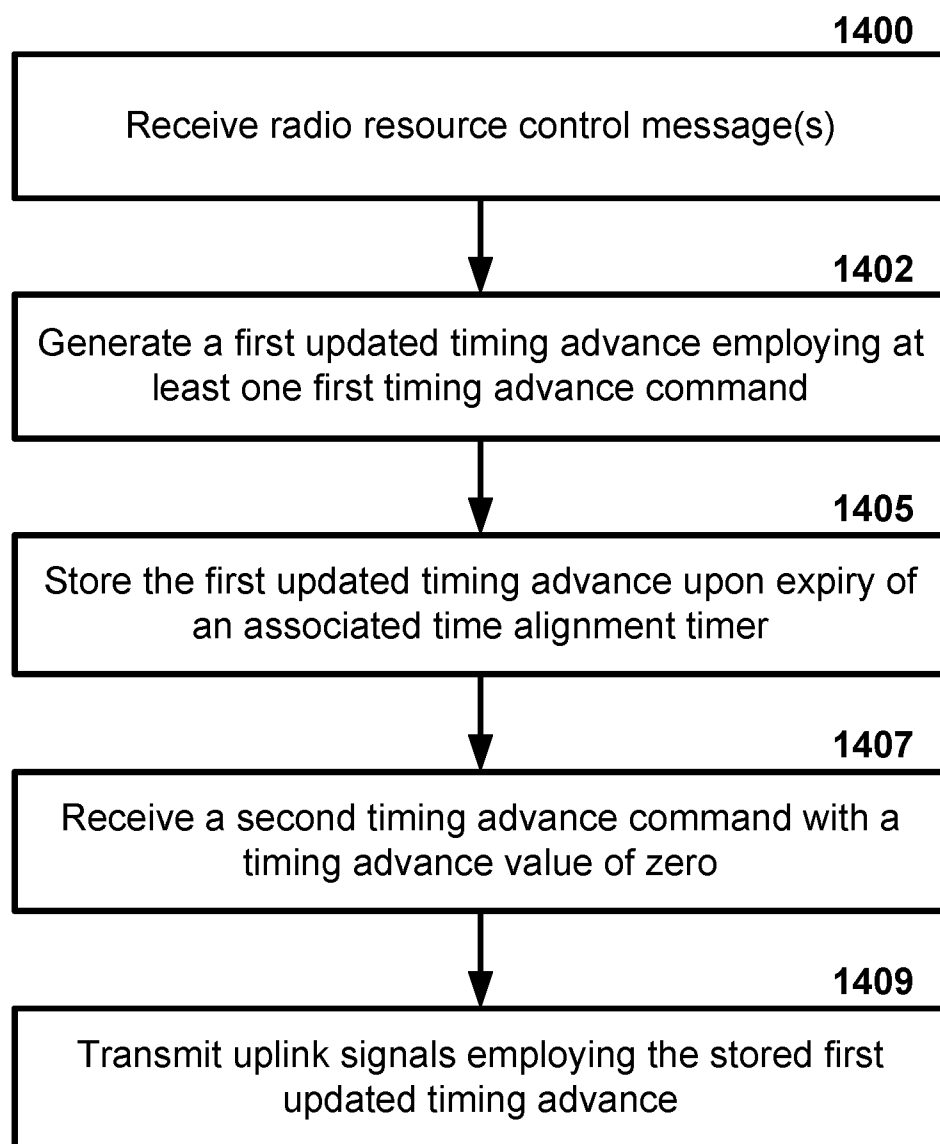 1400
Receive radio resource control message(s)
1402
Generate a first updated timing advance employing at
least one first timing advance command
1405
Store the first updated timing advance upon expiry of
an associated time alignment timer
1407
Receive a second timing advance command with a
timing advance value of zero
1409
Transmit uplink signals employing the stored first
updated timing advance